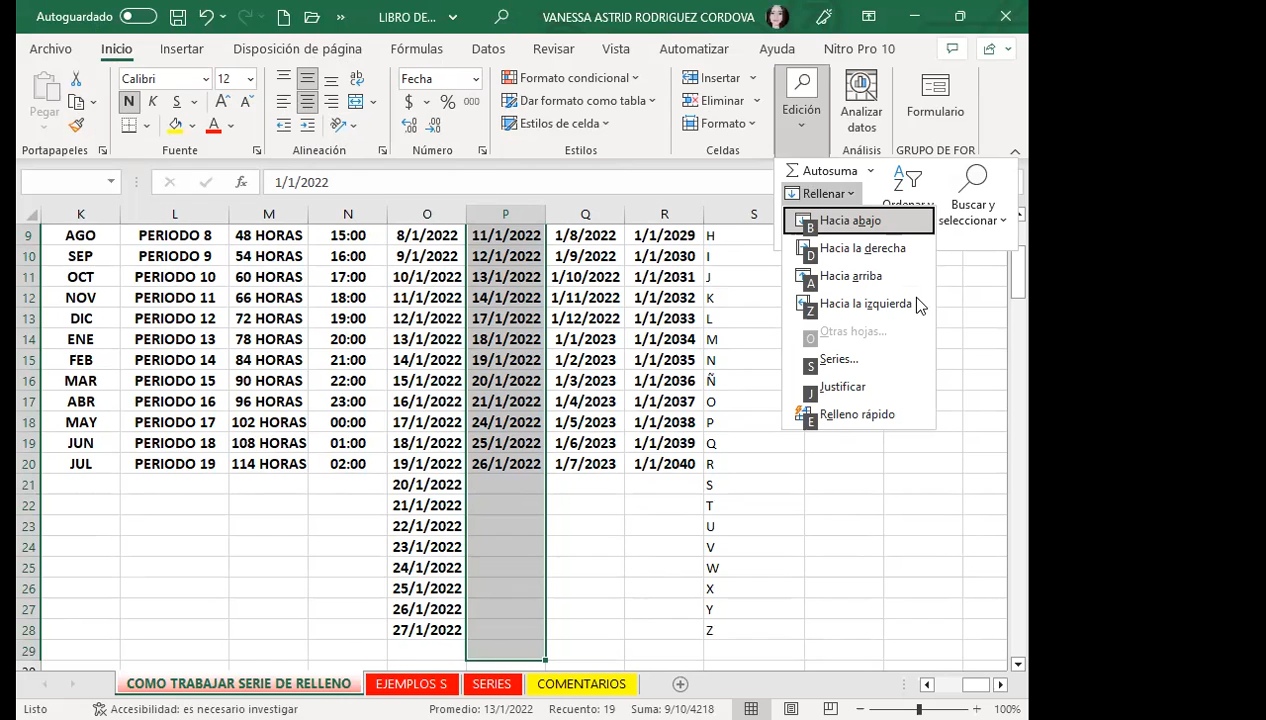 Autoguardado LIBRO DE... VANESSA ASTRID RODRIGUEZ CORDOVA
Archivo Inicio Insertar Disposición de página Fórmulas Datos Revisar Vista Automatizar Ayuda Nitro Pro 10
Pegar
Calibri 12
N K S
Fecha
$ % 000
Formato condicional
Dar formato como tabla
Estilos de celda
Insertar
Eliminar
Formato
Edición
Analizar
datos
Formulario
Portapapeles Fuente Alineación Número Estilos Celdas Análisis GRUPO DE FOR
fx 1/1/2022
Autosuma
Rellenar
Ordenar
Buscar y
seleccionar
B Hacia abajo
D Hacia la derecha
A Hacia arriba
Z Hacia la izquierda
O Otras hojas...
S Series...
J Justificar
E Relleno rápido
K L M N O P Q R S
9 AGO PERIODO 8 48 HORAS 15:00 8/1/2022 11/1/2022 1/8/2022 1/1/2029 H
10 SEP PERIODO 9 54 HORAS 16:00 9/1/2022 12/1/2022 1/9/2022 1/1/2030 I
11 OCT PERIODO 10 60 HORAS 17:00 10/1/2022 13/1/2022 1/10/2022 1/1/2031 J
12 NOV PERIODO 11 66 HORAS 18:00 11/1/2022 14/1/2022 1/11/2022 1/1/2032 K
13 DIC PERIODO 12 72 HORAS 19:00 12/1/2022 17/1/2022 1/12/2022 1/1/2033 L
14 ENE PERIODO 13 78 HORAS 20:00 13/1/2022 18/1/2022 1/1/2023 1/1/2034 M
15 FEB PERIODO 14 84 HORAS 21:00 14/1/2022 19/1/2022 1/2/2023 1/1/2035 N
16 MAR PERIODO 15 90 HORAS 22:00 15/1/2022 20/1/2022 1/3/2023 1/1/2036 Ñ
17 ABR PERIODO 16 96 HORAS 23:00 16/1/2022 21/1/2022 1/4/2023 1/1/2037 O
18 MAY PERIODO 17 102 HORAS 00:00 17/1/2022 24/1/2022 1/5/2023 1/1/2038 P
19 JUN PERIODO 18 108 HORAS 01:00 18/1/2022 25/1/2022 1/6/2023 1/1/2039 Q
20 JUL PERIODO 19 114 HORAS 02:00 19/1/2022 26/1/2022 1/7/2023 1/1/2040 R
21 20/1/2022 S
22 21/1/2022 T
23 22/1/2022 U
24 23/1/2022 V
25 24/1/2022 W
26 25/1/2022 X
27 26/1/2022 Y
28 27/1/2022 Z
29
COMO TRABAJAR SERIE DE RELLENO EJEMPLOS S SERIES COMENTARIOS
Listo Accesibilidad: es necesario investigar Promedio: 13/1/2022 Recuento: 19 Suma: 9/10/4218 100%